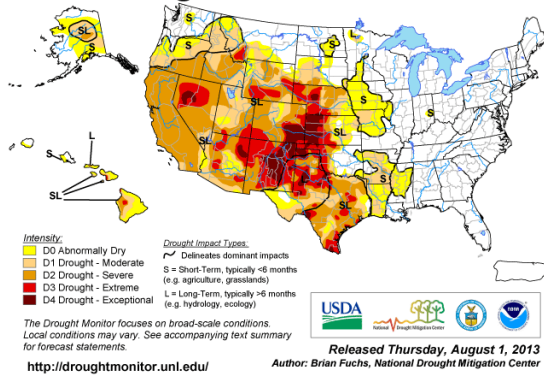 SL
S
S
L
SL
S
S
L
S
SL
S
SL
SL
S
S
SL
Intensity:
D0 Abnormally Dry
D1 Drought - Moderate
D2 Drought - Severe
D3 Drought - Extreme
D4 Drought - Exceptional
Drought Impact Types:
Delineates dominant impacts
S = Short-Term, typically <6 months
(e.g. agriculture, grasslands)
L = Long-Term, typically >6 months
(e.g. hydrology, ecology)
The Drought Monitor focuses on broad-scale conditions.
Local conditions may vary. See accompanying text summary
for forecast statements.
http://droughtmonitor.unl.edu/
USDA
National Drought Mitigation Center
Released Thursday, August 1, 2013
Author: Brian Fuchs, National Drought Mitigation Center